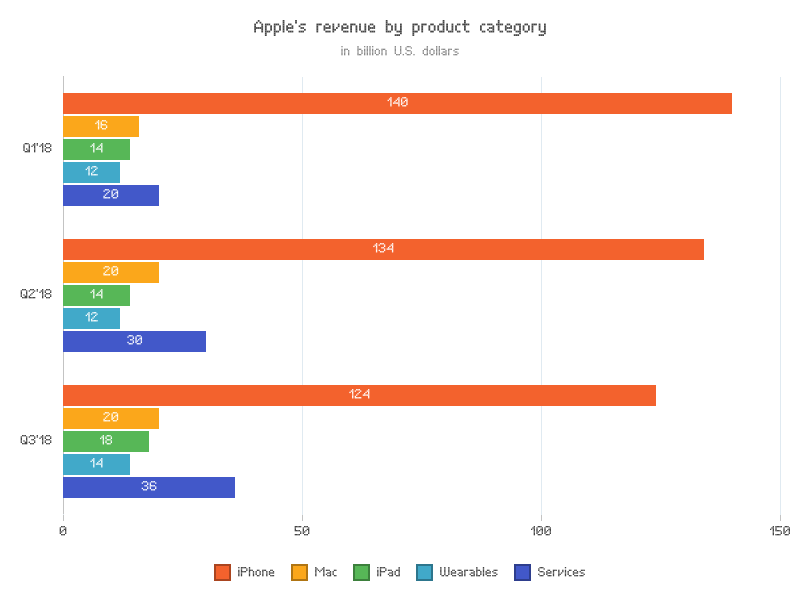 Apple's revenue by product category
in billion U.S. dollars
Q1'18
140
16
14
12
20
Q2'18
134
20
14
12
30
Q3'18
124
20
18
14
36
0 50 100 150
iPhone Mac iPad Wearables Services